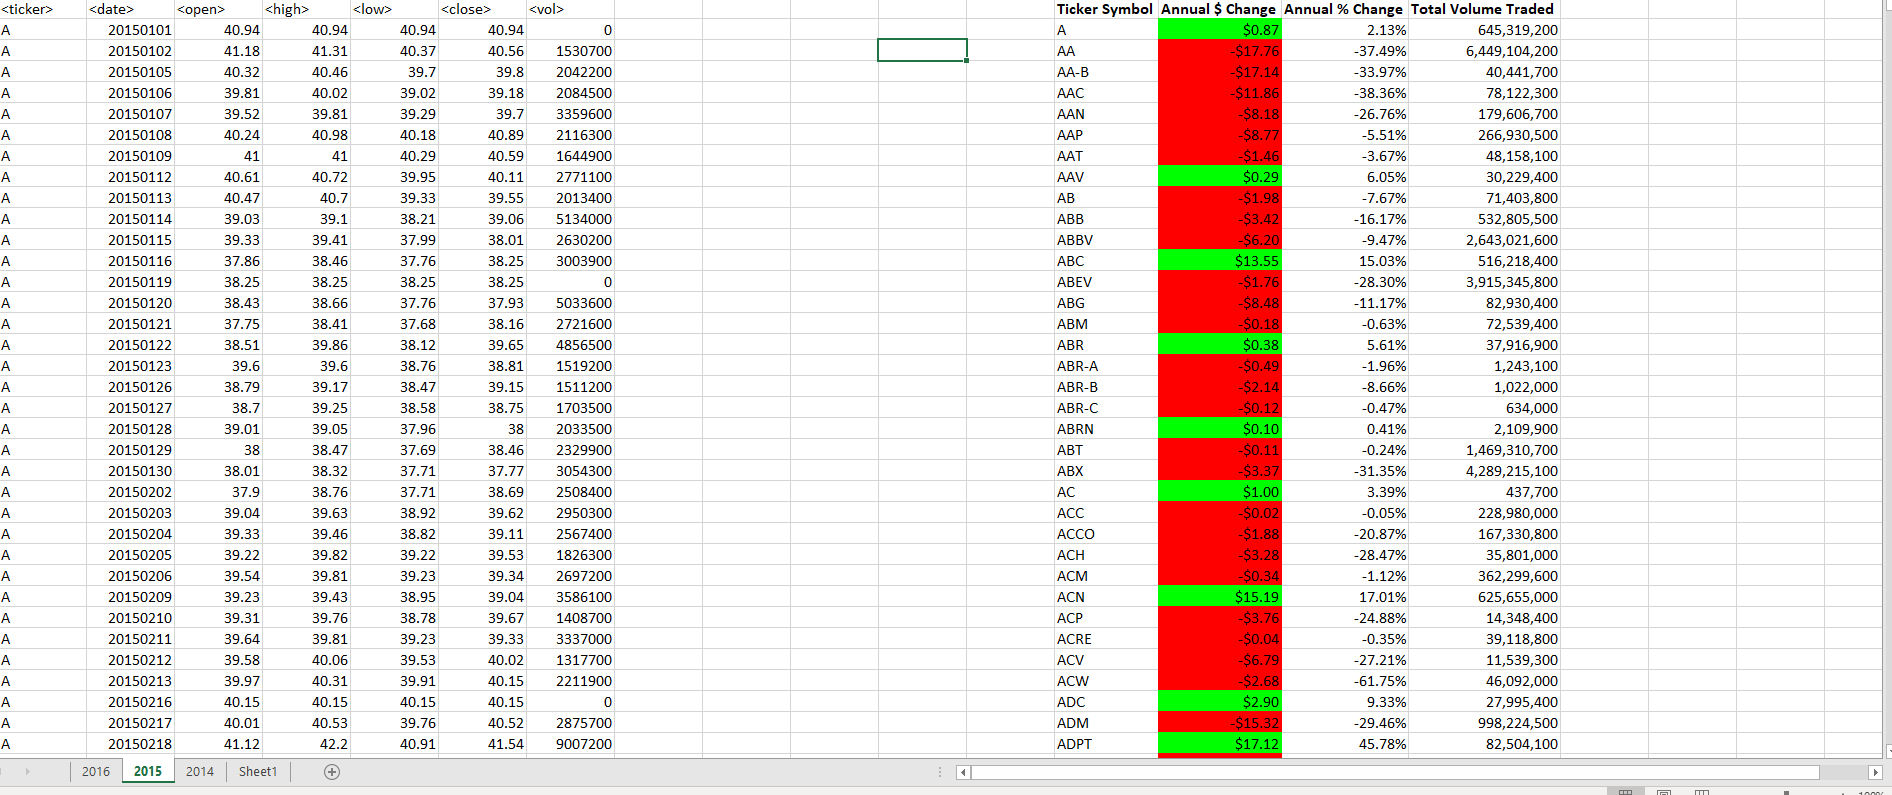 <ticker> <date> <open> <high> <low> <close> <vol> Ticker Symbol Annual $ Change Annual % Change Total Volume Traded
A 20150101 40.94 40.94 40.94 40.94 0 A $0.87 2.13% 645,319,200
A 20150102 41.18 41.31 40.37 40.56 1530700 AA -$17.76 -37.49% 6,449,104,200
A 20150105 40.32 40.46 39.7 39.8 2042200 AA-B -$17.14 -33.97% 40,441,700
A 20150106 39.81 40.02 39.02 39.18 2084500 AAC -$11.86 -38.36% 78,122,300
A 20150107 39.52 39.81 39.29 39.7 3359600 AAN -$8.18 -26.76% 179,606,700
A 20150108 40.24 40.98 40.18 40.89 2116300 AAP -$8.77 -5.51% 266,930,500
A 20150109 41 41 40.29 40.59 1644900 AAT -$1.46 -3.67% 48,158,100
A 20150112 40.61 40.72 39.95 40.11 2771100 AAV $0.29 6.05% 30,229,400
A 20150113 40.47 40.7 39.33 39.55 2013400 AB -$1.98 -7.67% 71,403,800
A 20150114 39.03 39.1 38.21 39.06 5134000 ABB -$3.42 -16.17% 532,805,500
A 20150115 39.33 39.41 37.99 38.01 2630200 ABBV -$6.20 -9.47% 2,643,021,600
A 20150116 37.86 38.46 37.76 38.25 3003900 ABC $13.55 15.03% 516,218,400
A 20150119 38.25 38.25 38.25 38.25 0 ABEV -$1.76 -28.30% 3,915,345,800
A 20150120 38.43 38.66 37.76 37.93 5033600 ABG -$8.48 -11.17% 82,930,400
A 20150121 37.75 38.41 37.68 38.16 2721600 ABM -$0.18 -0.63% 72,539,400
A 20150122 38.51 39.86 38.12 39.65 4856500 ABR $0.38 5.61% 37,916,900
A 20150123 39.6 39.6 38.76 38.81 1519200 ABR-A -$0.49 -1.96% 1,243,100
A 20150126 38.79 39.17 38.47 39.15 1511200 ABR-B -$2.14 -8.66% 1,022,000
A 20150127 38.7 39.25 38.58 38.75 1703500 ABR-C -$0.12 -0.47% 634,000
A 20150128 39.01 39.05 37.96 38 2033500 ABRN $0.10 0.41% 2,109,900
A 20150129 38 38.47 37.69 38.46 2329900 ABT -$0.11 -0.24% 1,469,310,700
A 20150130 38.01 38.32 37.71 37.77 3054300 ABX -$3.37 -31.35% 4,289,215,100
A 20150202 37.9 38.76 37.71 38.69 2508400 AC $1.00 3.39% 437,700
A 20150203 39.04 39.63 38.92 39.62 2950300 ACC -$0.02 -0.05% 228,980,000
A 20150204 39.33 39.46 38.82 39.11 2567400 ACCO -$1.88 -20.87% 167,330,800
A 20150205 39.22 39.82 39.22 39.53 1826300 ACH -$3.28 -28.47% 35,801,000
A 20150206 39.54 39.81 39.23 39.34 2697200 ACM -$0.34 -1.12% 362,299,600
A 20150209 39.23 39.43 38.95 39.04 3586100 ACN $15.19 17.01% 625,655,000
A 20150210 39.31 39.76 38.78 39.67 1408700 ACP -$3.76 -24.88% 14,348,400
A 20150211 39.64 39.81 39.23 39.33 3337000 ACRE -$0.04 -0.35% 39,118,800
A 20150212 39.58 40.06 39.53 40.02 1317700 ACV -$6.79 -27.21% 11,539,300
A 20150213 39.97 40.31 39.91 40.15 2211900 ACW -$2.68 -61.75% 46,092,000
A 20150216 40.15 40.15 40.15 40.15 0 ADC $2.90 9.33% 27,995,400
A 20150217 40.01 40.53 39.76 40.52 2875700 ADM -$15.32 -29.46% 998,224,500
A 20150218 41.12 42.2 40.91 41.54 9007200 ADPT $17.12 45.78% 82,504,100
2016 2015 2014 Sheet1